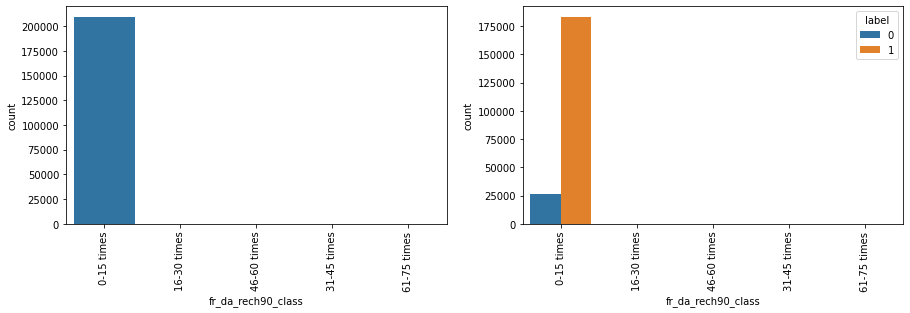 200000
175000
150000
125000
100000
75000
50000
25000
0
count
0-15 times
16-30 times
46-60 times
31-45 times
61-75 times
fr_da_rech90_class
label
0
1
175000
150000
125000
100000
75000
50000
25000
0
count
0-15 times
16-30 times
46-60 times
31-45 times
61-75 times
fr_da_rech90_class